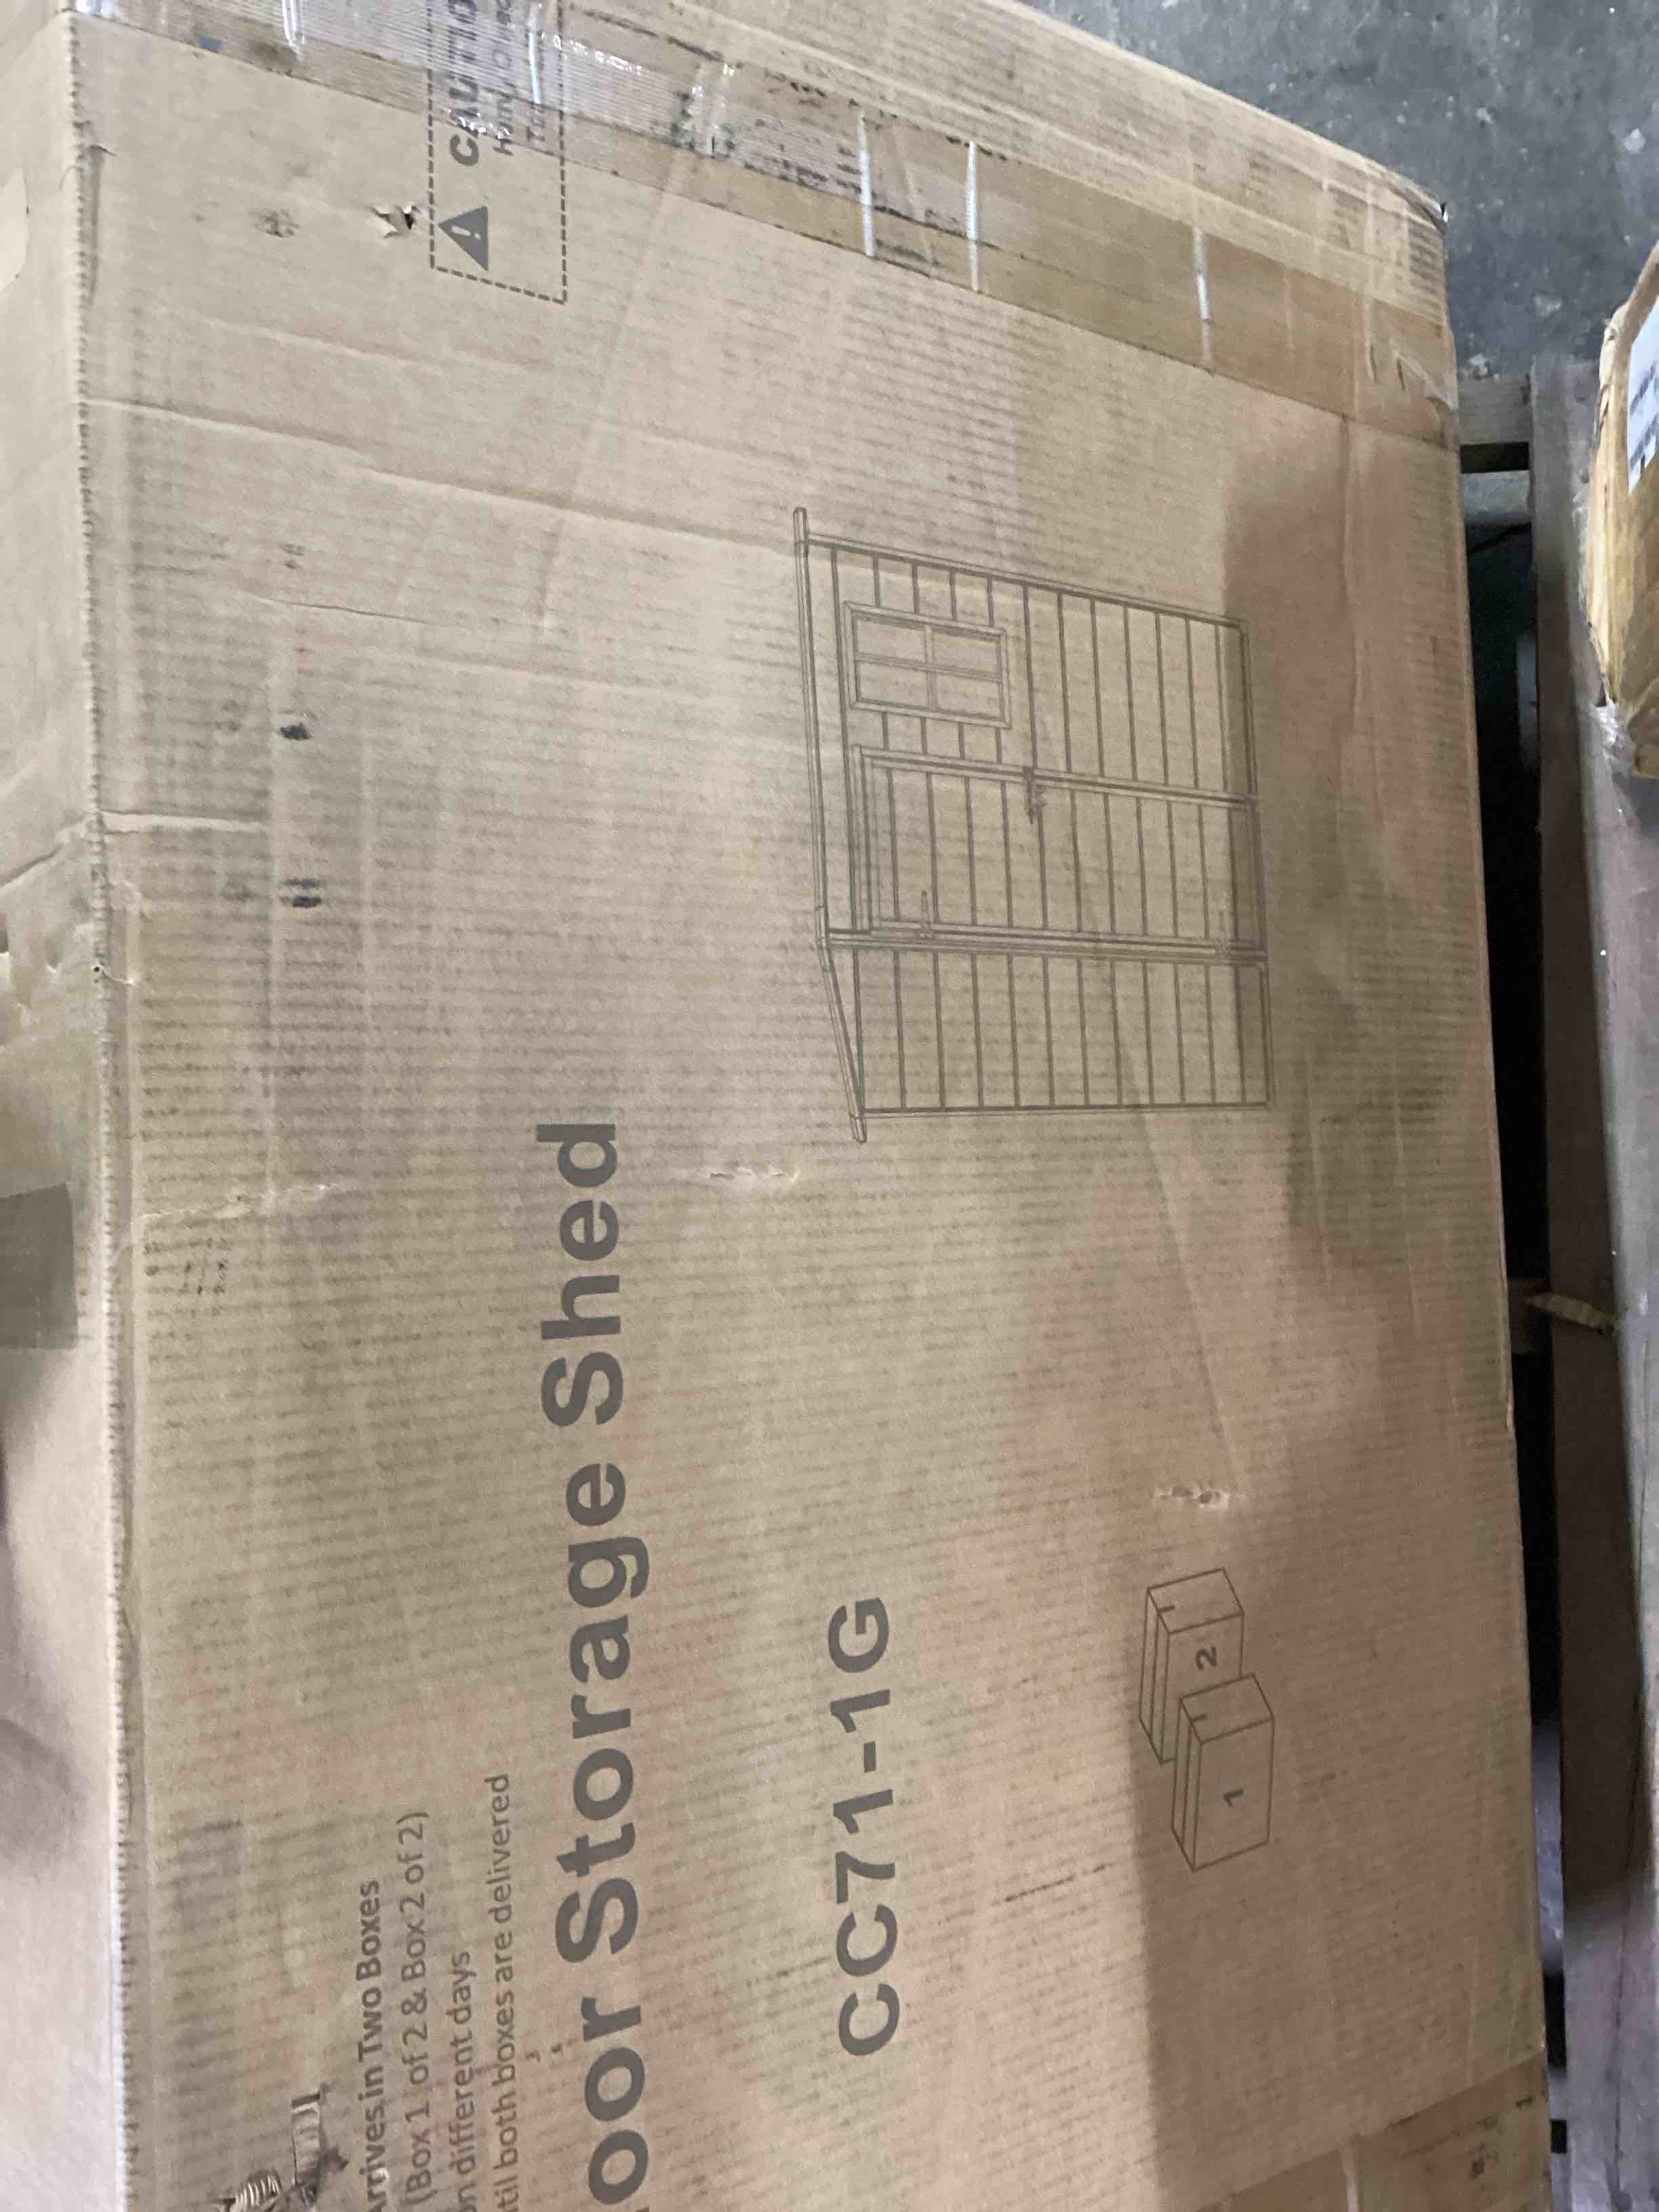 CAUTIO
Arrives in Two Boxes
(Box 1 of 2 & Box 2 of 2)
on different days
til both boxes are delivered
oor Storage Shed
CC71-1G
1
2